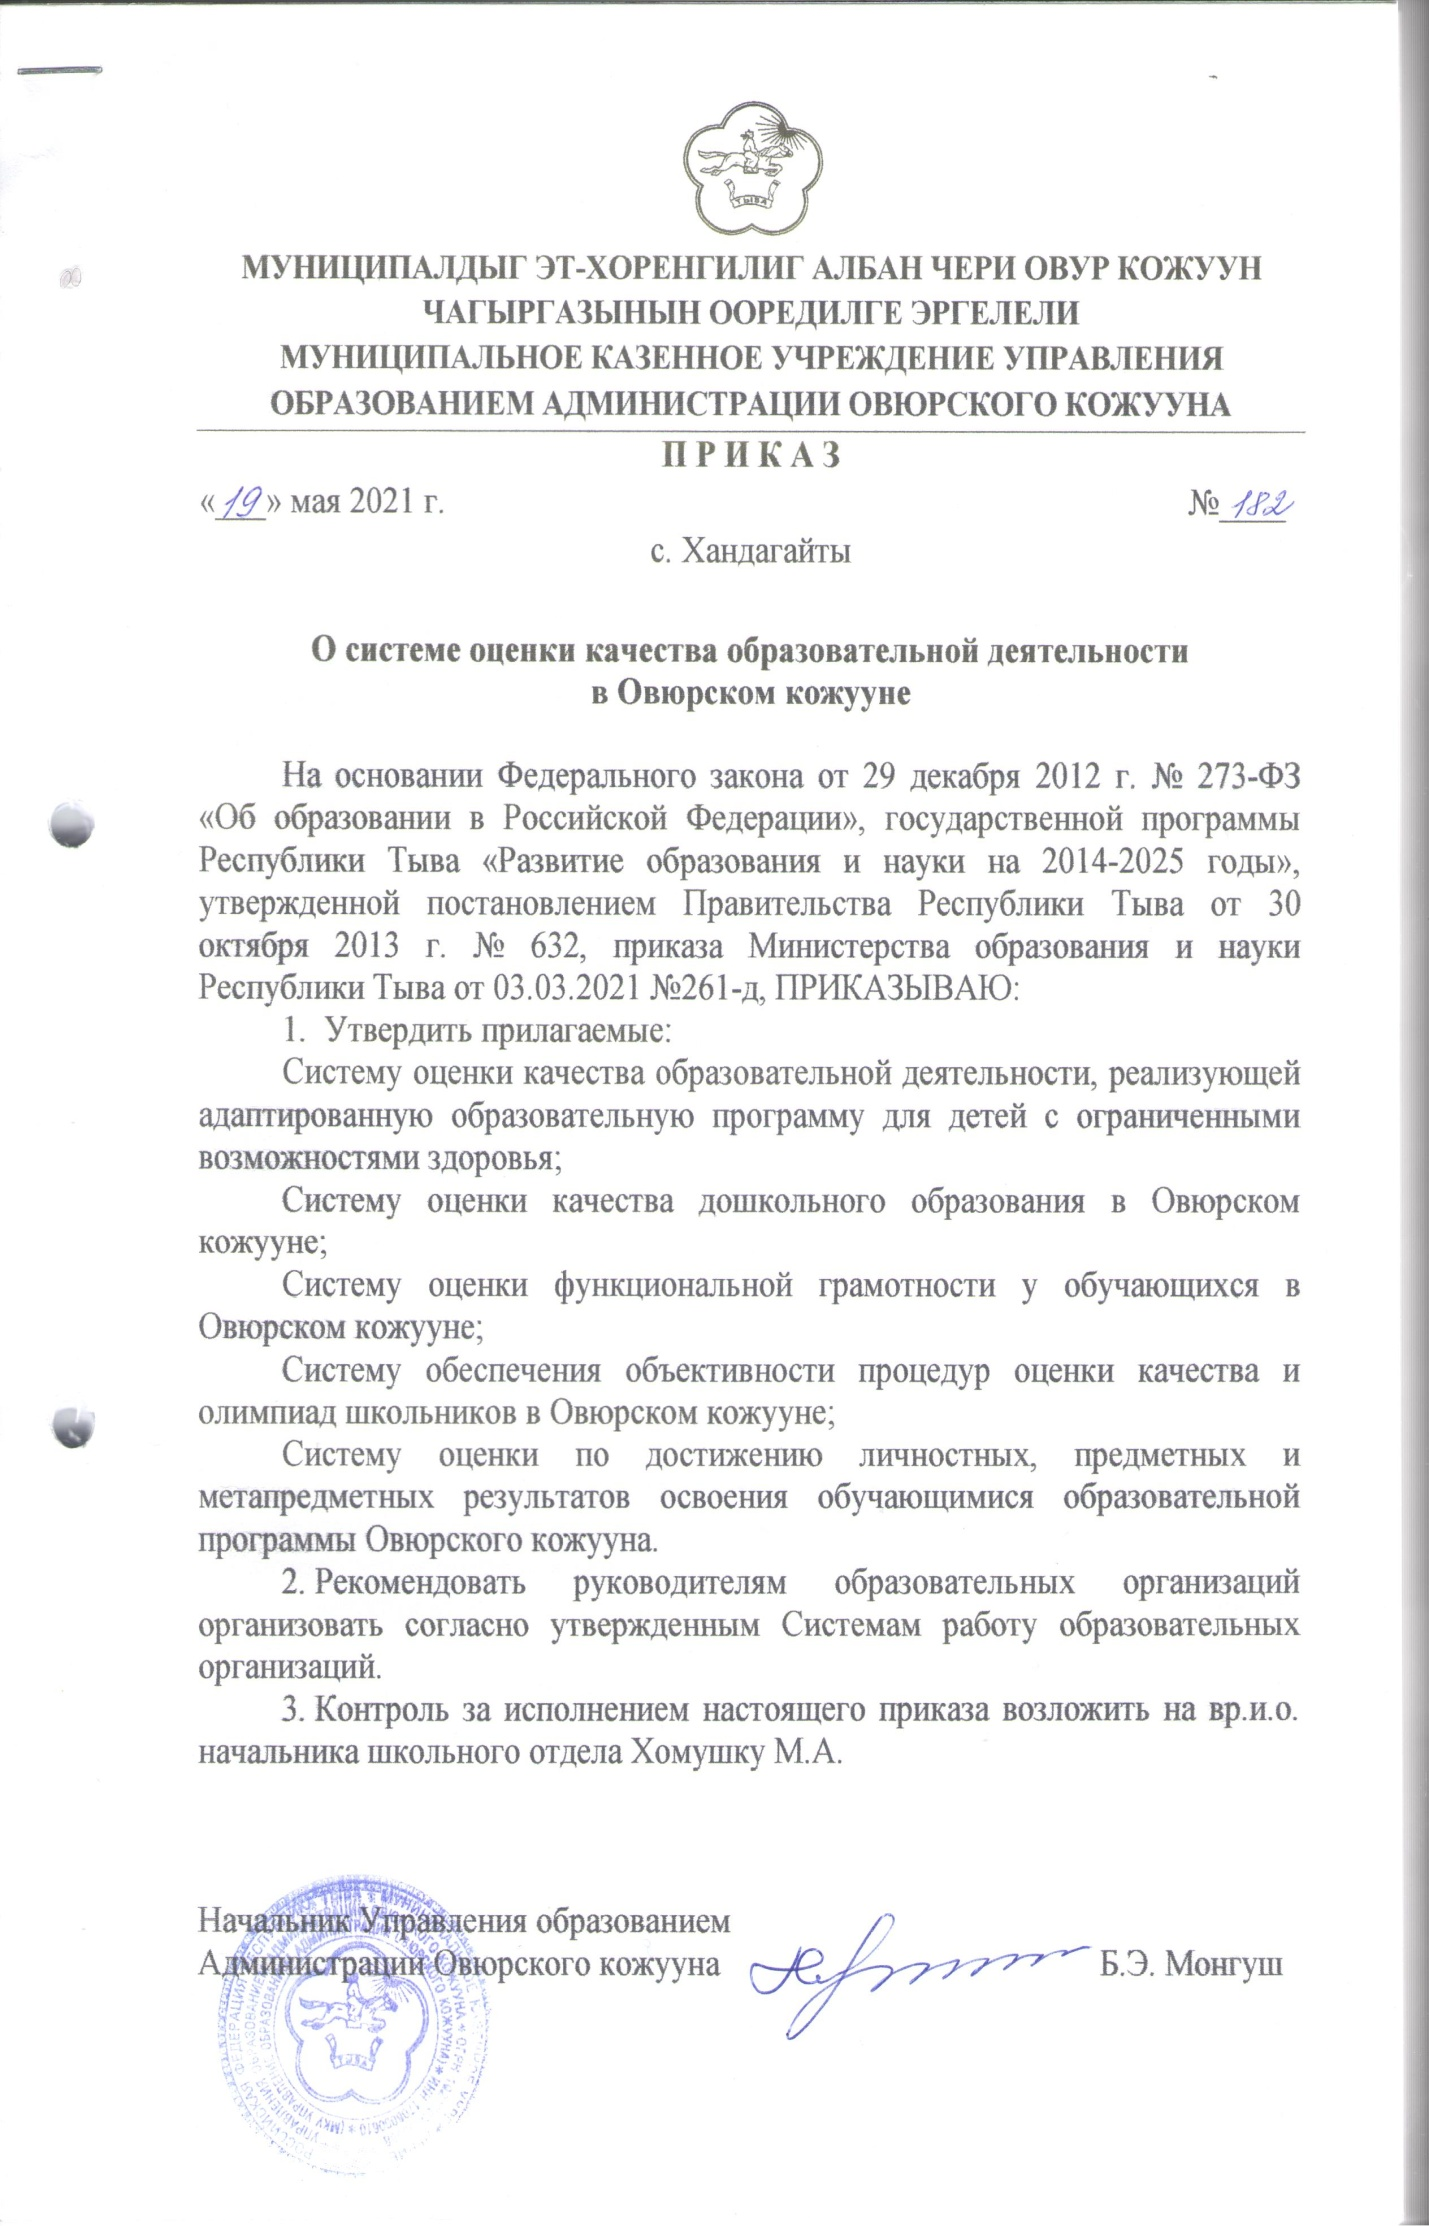 ТЫВА
МУНИЦИПАЛДЫГ ЭТ-ХОРЕНГИЛИГ АЛБАН ЧЕРИ ОВУР КОЖУУН
ЧАГЫРГАЗЫНЫН ООРЕДИЛГЕ ЭРГЕЛЕЛИ
МУНИЦИПАЛЬНОЕ КАЗЕННОЕ УЧРЕЖДЕНИЕ УПРАВЛЕНИЯ
ОБРАЗОВАНИЕМ АДМИНИСТРАЦИИ ОВЮРСКОГО КОЖУУНА
П Р И К А З
«19» мая 2021 г. № 182
с. Хандагайты
О системе оценки качества образовательной деятельности
в Овюрском кожууне
На основании Федерального закона от 29 декабря 2012 г. № 273-ФЗ
«Об образовании в Российской Федерации», государственной программы
Республики Тыва «Развитие образования и науки на 2014-2025 годы»,
утвержденной постановлением Правительства Республики Тыва от 30
октября 2013 г. № 632, приказа Министерства образования и науки
Республики Тыва от 03.03.2021 №261-д, ПРИКАЗЫВАЮ:
1. Утвердить прилагаемые:
Систему оценки качества образовательной деятельности, реализующей
адаптированную образовательную программу для детей с ограниченными
возможностями здоровья;
Систему оценки качества дошкольного образования в Овюрском
кожууне;
Систему оценки функциональной грамотности у обучающихся в
Овюрском кожууне;
Систему обеспечения объективности процедур оценки качества и
олимпиад школьников в Овюрском кожууне;
Систему оценки по достижению личностных, предметных и
метапредметных результатов освоения обучающимися образовательной
программы Овюрского кожууна.
2. Рекомендовать руководителям образовательных организаций
организовать согласно утвержденным Системам работу образовательных
организаций.
3. Контроль за исполнением настоящего приказа возложить на вр.и.о.
начальника школьного отдела Хомушку М.А.
Начальник Управления образованием
Администрации Овюрского кожууна Б.Э. Монгуш
ТЫВА